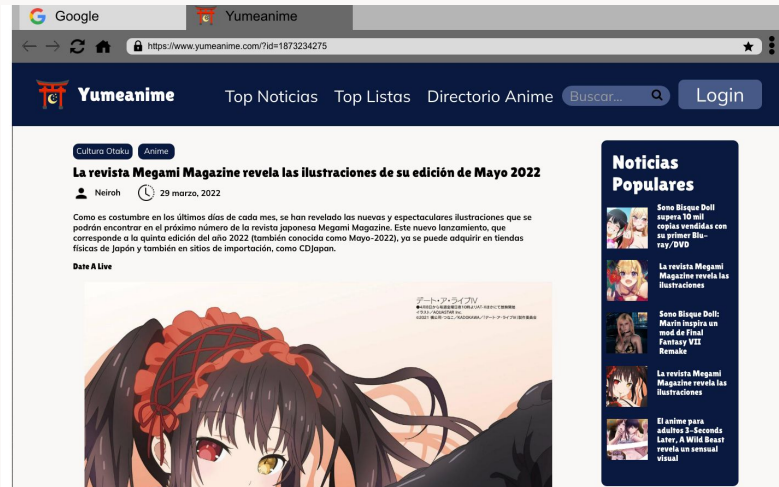 Google
Yumeanime
https://www.yumeanime.com/?id=1873234275
Yumeanime
Top Noticias
Top Listas
Directorio Anime
Buscar...
Login
Cultura Otaku
Anime
La revista Megami Magazine revela las ilustraciones de su edición de Mayo 2022
Neiroh
29 marzo, 2022
Como es costumbre en los últimos días de cada mes, se han revelado las nuevas y espectaculares ilustraciones que se
podrán encontrar en el próximo número de la revista japonesa Megami Magazine. Este nuevo lanzamiento, que
corresponde a la quinta edición del año 2022 (también conocida como Mayo-2022), ya se puede adquirir en tiendas
físicas de Japón y también en sitios de importación, como CDJapan.
Date A Live
デート・ア・ライブIV
Noticias
Populares
Sono Bisque Doll
supera 10 mil
copias vendidas con
su primer Blu-
ray/DVD
La revista Megami
Magazine revela las
ilustraciones
Sono Bisque Doll:
Marin inspira un
mod de Final
Fantasy VII
Remake
La revista Megami
Magazine revela las
ilustraciones
El anime para
adultos 3-Seconds
Later, A Wild Beast
revela un sensual
visual